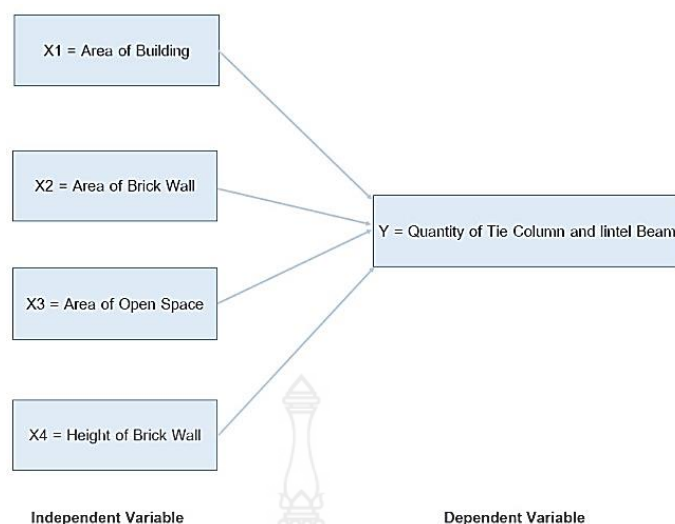 X1 = Area of Building
X2 = Area of Brick Wall
Y = Quantity of Tie Column and lintel Beam
X3 = Area of Open Space
X4 = Height of Brick Wall
Independent Variable
Dependent Variable